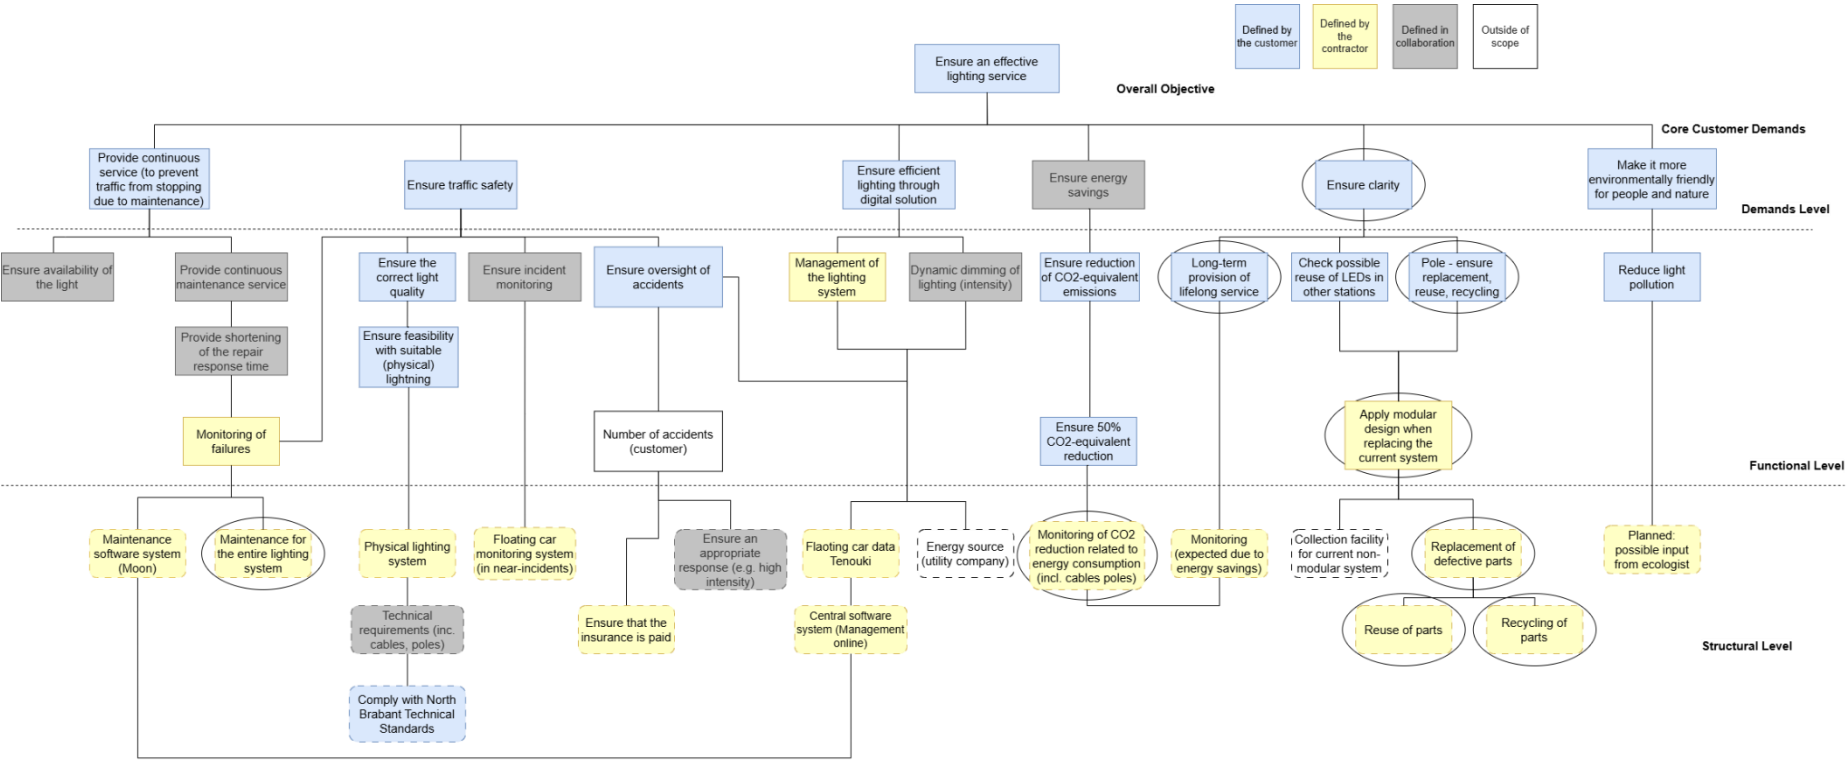 Defined by
the customer
Defined by
the
contractor
Defined in
collaboration
Outside of
scope
Ensure an effective
lighting service
Overall Objective
Core Customer Demands
Provide continuous
service (to prevent
traffic from stopping
due to maintenance)
Ensure traffic safety
Ensure efficient
lighting through
digital solution
Ensure energy
savings
Ensure clarity
Make it more
environmentally friendly
for people and nature
Demands Level
Ensure availability of
the light
Provide continuous
maintenance service
Ensure the
correct light
quality
Ensure incident
monitoring
Ensure oversight of
accidents
Management of
the lighting
system
Dynamic dimming of
lighting (intensity)
Ensure reduction
of CO2-equivalent
emissions
Long-term
provision of
lifelong service
Check possible
reuse of LEDs in
other stations
Pole - ensure
replacement,
reuse, recycling
Reduce light
pollution
Provide shortening
of the repair
response time
Ensure feasibility
with suitable
(physical)
lightning
Monitoring of
failures
Number of accidents
(customer)
Ensure 50%
CO2-equivalent
reduction
Apply modular
design when
replacing the
current system
Functional Level
Maintenance
software system
(Moon)
Maintenance for
the entire lighting
system
Physical lighting
system
Floating car
monitoring system
(in near-incidents)
Ensure an
appropriate
response (e.g. high
intensity)
Flaoting car data
Tenouki
Energy source
(utility company)
Monitoring of CO2
reduction related to
energy consumption
(incl. cables poles)
Monitoring
(expected due to
energy savings)
Collection facility
for current non-
modular system
Replacement of
defective parts
Planned:
possible input
from ecologist
Technical
requirements (inc.
cables, poles)
Ensure that the
insurance is paid
Central software
system (Management
online)
Reuse of parts
Recycling of
parts
Structural Level
Comply with North
Brabant Technical
Standards